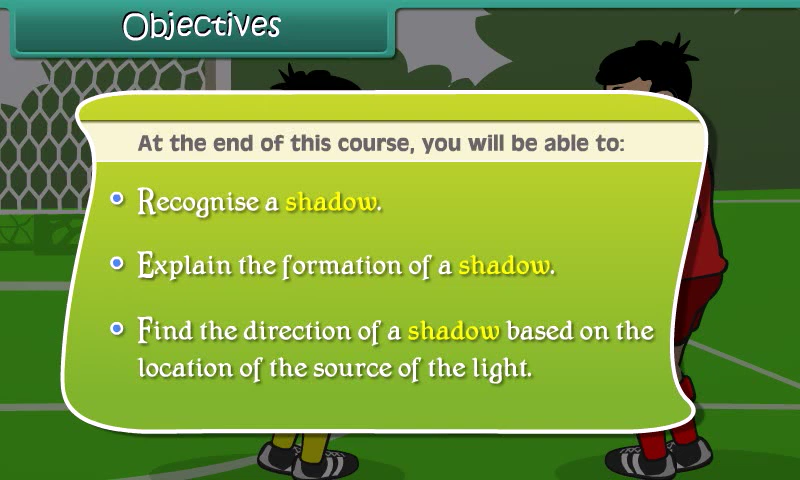 Objectives
At the end of this course, you will be able to:
Recognise a shadow.
Explain the formation of a shadow.
Find the direction of a shadow based on the
location of the source of the light.